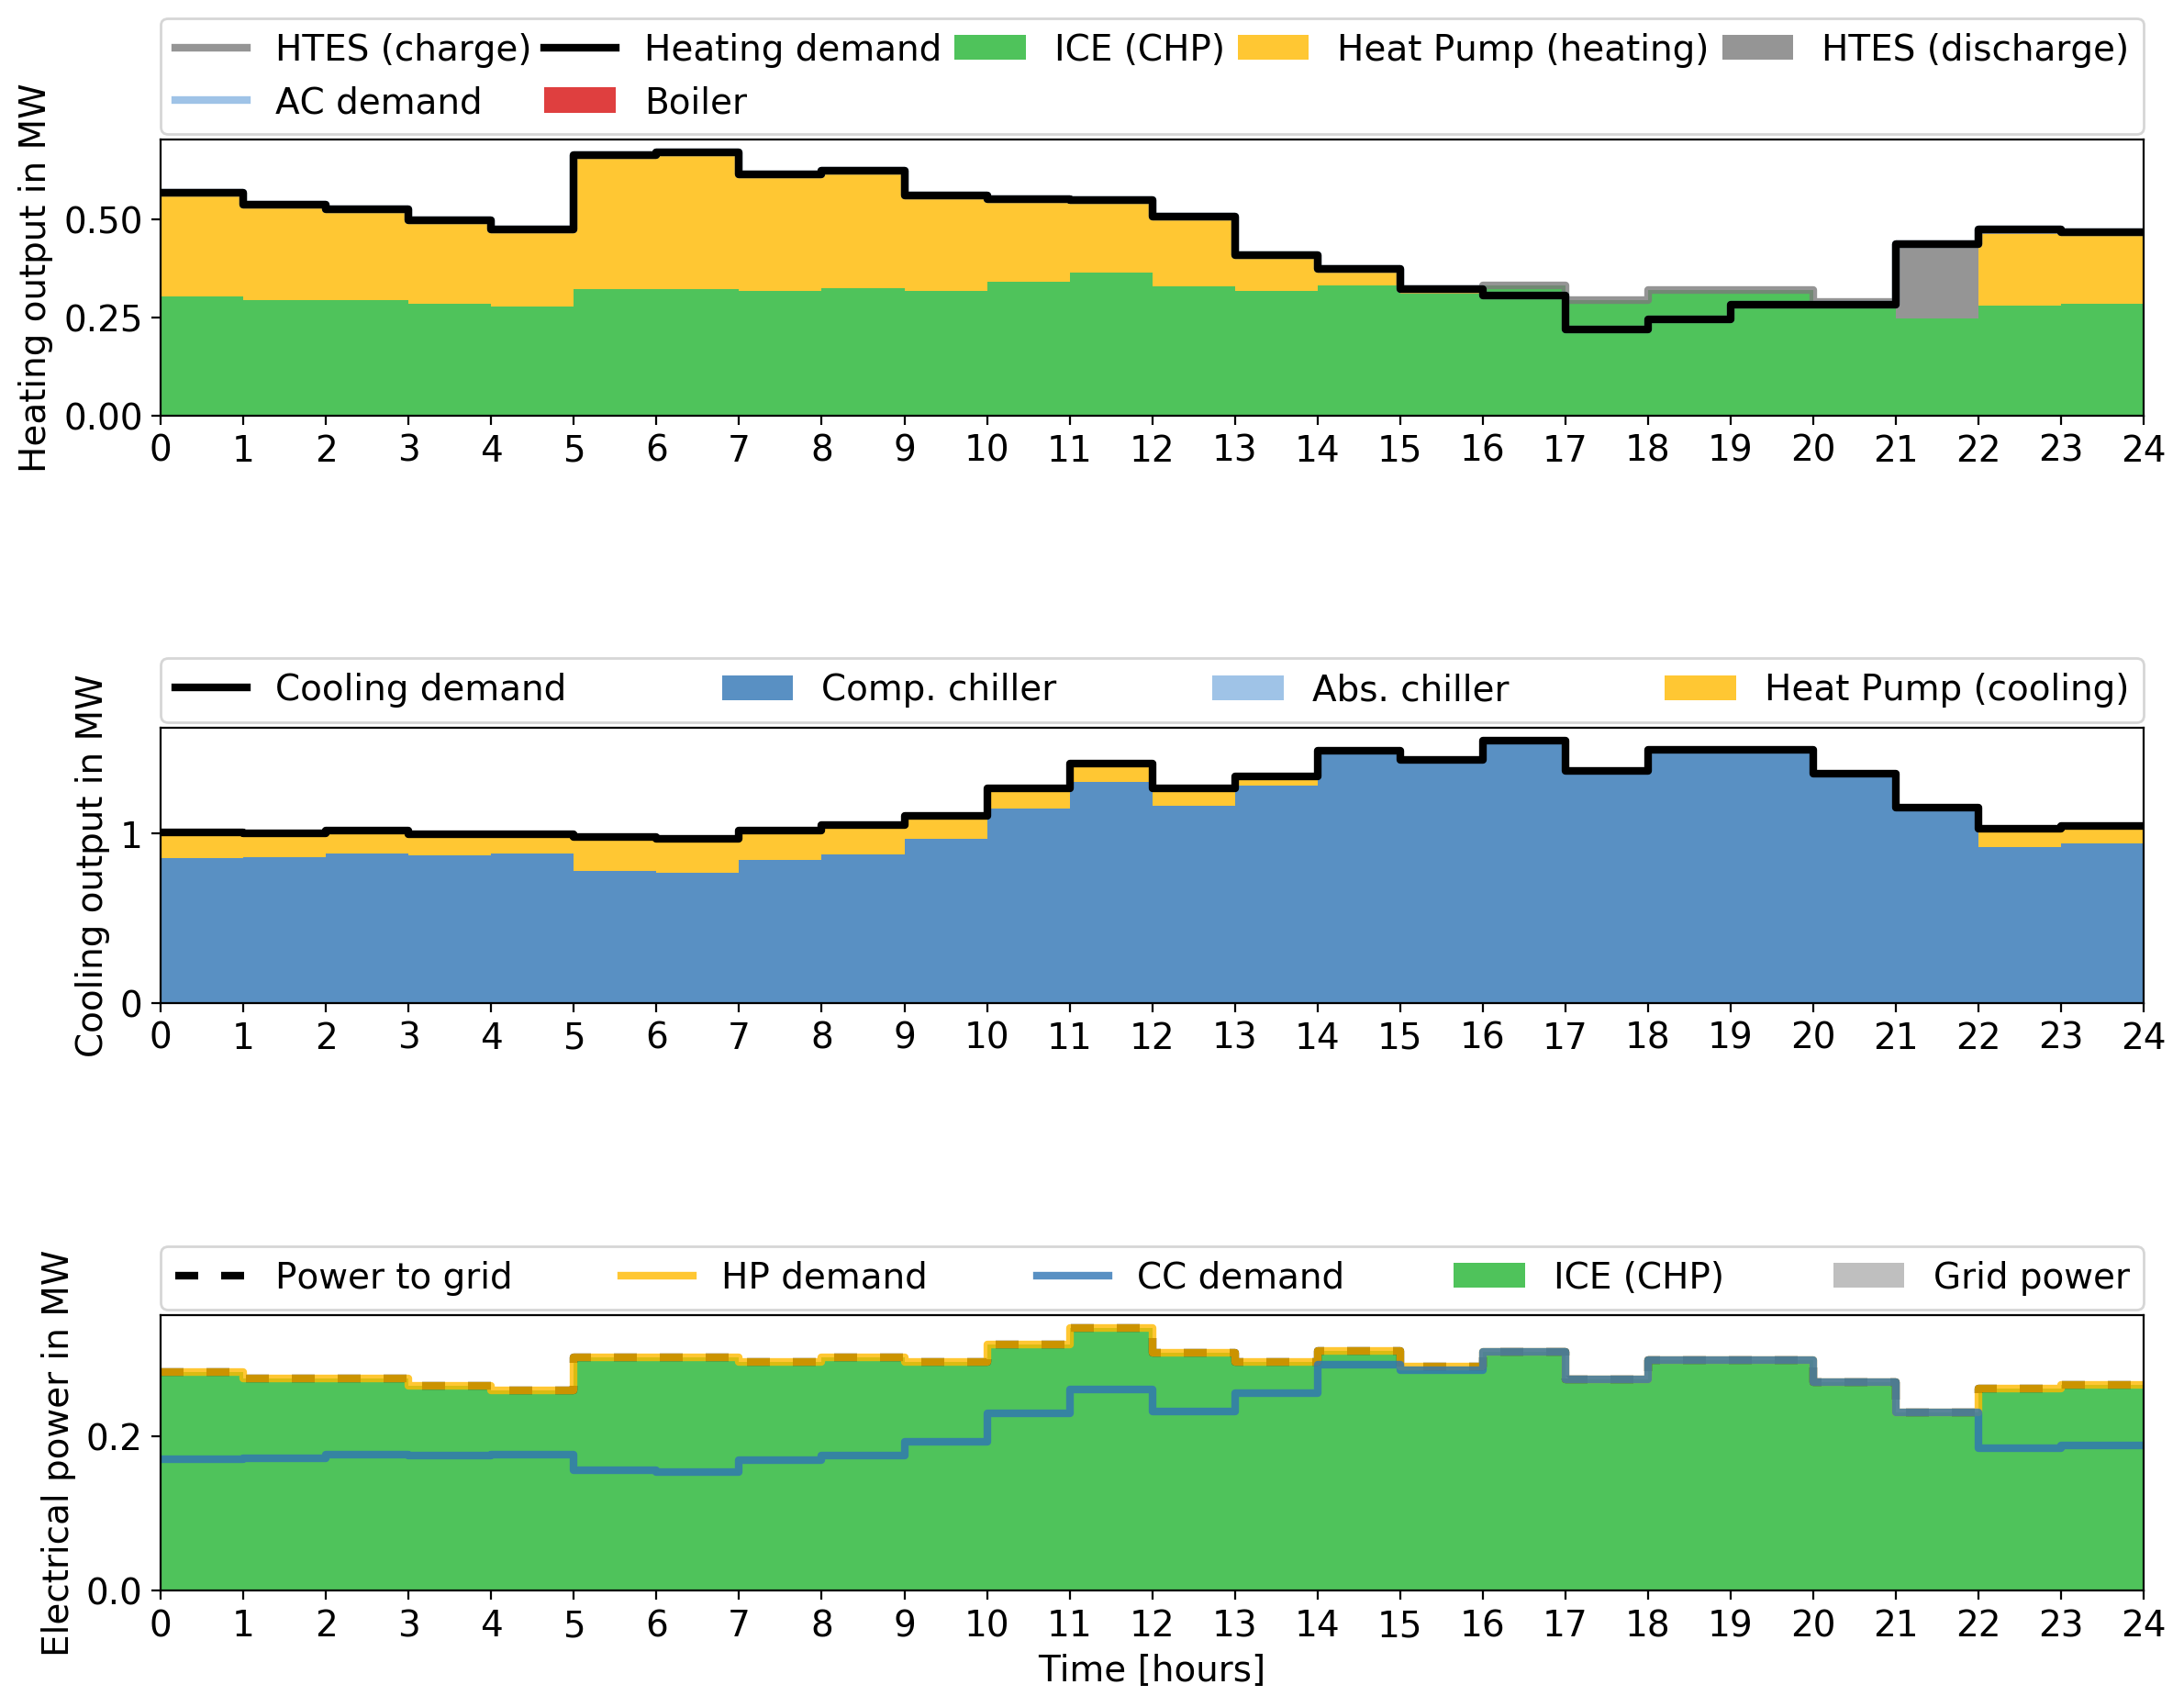 HTES (charge) Heating demand ICE (CHP) Heat Pump (heating) HTES (discharge)
AC demand Boiler
Heating output in MW
0.50
0.25
0.00
0 1 2 3 4 5 6 7 8 9 10 11 12 13 14 15 16 17 18 19 20 21 22 23 24
Cooling demand Comp. chiller Abs. chiller Heat Pump (cooling)
Cooling output in MW
1
0
0 1 2 3 4 5 6 7 8 9 10 11 12 13 14 15 16 17 18 19 20 21 22 23 24
Power to grid HP demand CC demand ICE (CHP) Grid power
Electrical power in MW
0.2
0.0
0 1 2 3 4 5 6 7 8 9 10 11 12 13 14 15 16 17 18 19 20 21 22 23 24
Time [hours]